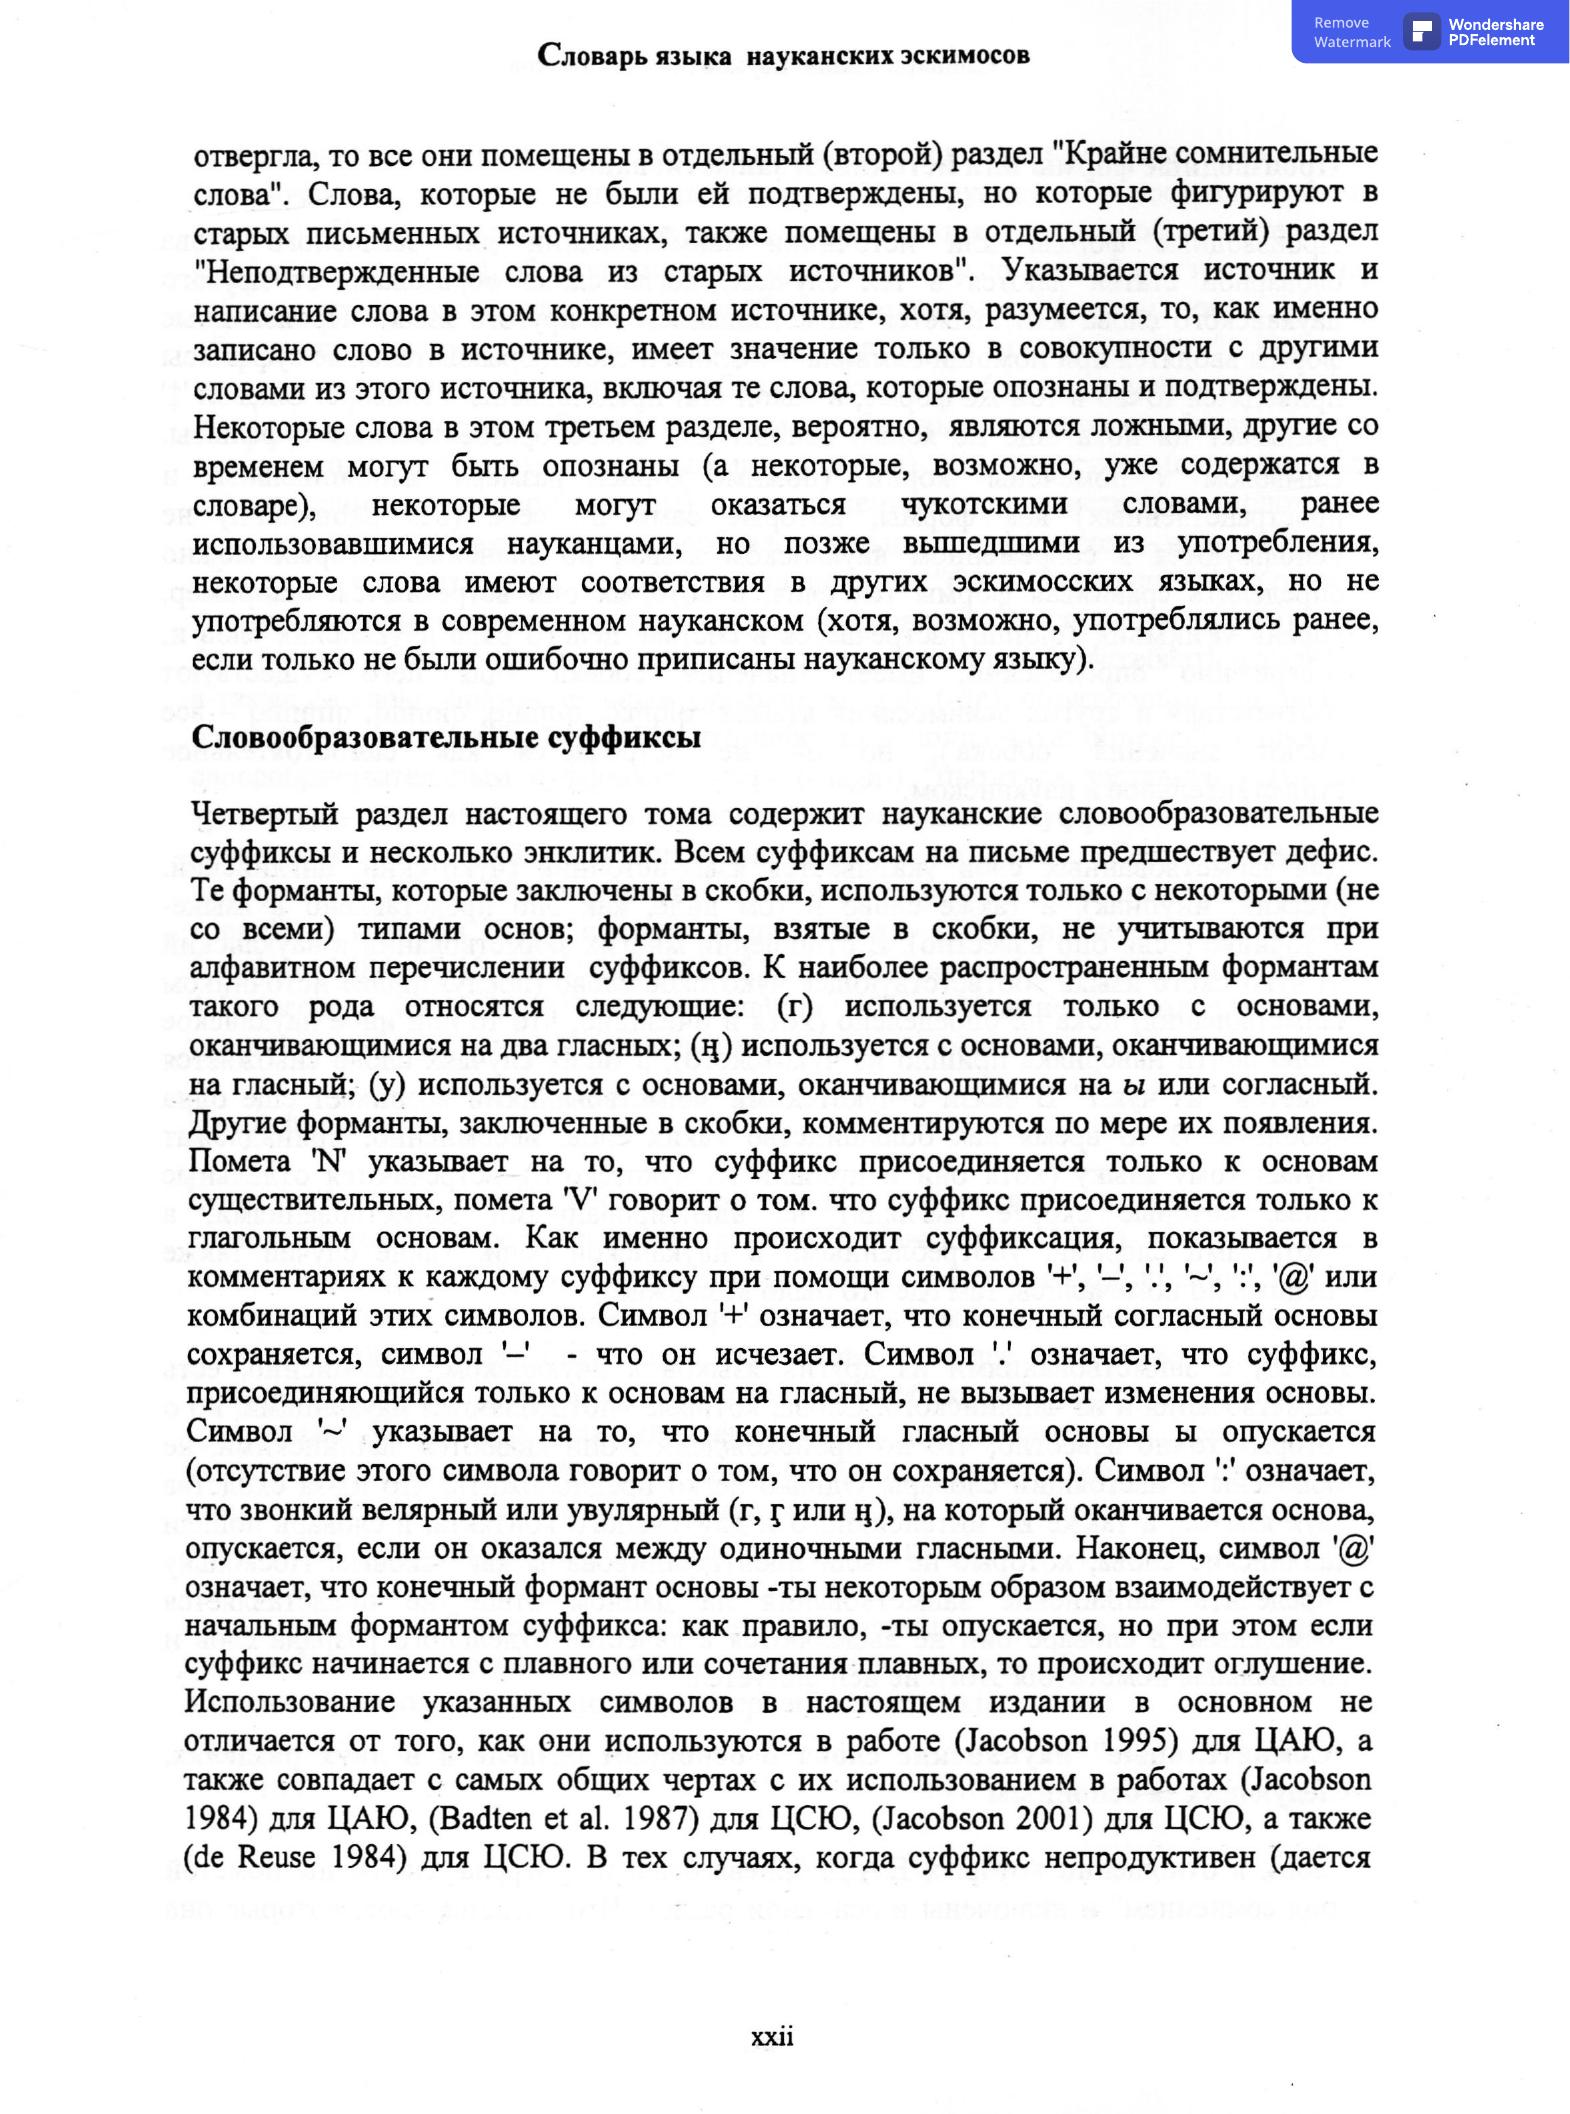 Remove
Watermark
Wondershare
PDFelement
Словарь языка науканских эскимосов
отвергла, то все они помещены в отдельный (второй) раздел "Крайне сомнительные
слова". Слова, которые не были ей подтверждены, но которые фигурируют в
старых письменных источниках, также помещены в отдельный (третий) раздел
"Неподтвержденные слова из старых источников". Указывается источник и
написание слова в этом конкретном источнике, хотя, разумеется, то, как именно
записано слово в источнике, имеет значение только в совокупности с другими
словами из этого источника, включая те слова, которые опознаны и подтверждены.
Некоторые слова в этом третьем разделе, вероятно, являются ложными, другие со
временем могут быть опознаны (а некоторые, возможно, уже содержатся в
словаре), некоторые могут оказаться чукотскими словами, ранее
использовавшимися науканцами, но позже вышедшими из употребления,
некоторые слова имеют соответствия в других эскимосских языках, но не
употребляются в современном науканском (хотя, возможно, употреблялись ранее,
если только не были ошибочно приписаны науканскому языку).
Словообразовательные суффиксы
Четвертый раздел настоящего тома содержит науканские словообразовательные
суффиксы и несколько энклитик. Всем суффиксам на письме предшествует дефис.
Те форманты, которые заключены в скобки, используются только с некоторыми (не
со всеми) типами основ; форманты, взятые в скобки, не учитываются при
алфавитном перечислении суффиксов. К наиболее распространенным формантам
такого рода относятся следующие: (г) используется только с основами,
оканчивающимися на два гласных; (ӈ) используется с основами, оканчивающимися
на гласный; (у) используется с основами, оканчивающимися на ы или согласный.
Другие форманты, заключенные в скобки, комментируются по мере их появления.
Помета 'N' указывает на то, что суффикс присоединяется только к основам
существительных, помета 'V' говорит о том. что суффикс присоединяется только к
глагольным основам. Как именно происходит суффиксация, показывается в
комментариях к каждому суффиксу при помощи символов '+', '–', '.', '~', ':', '@' или
комбинаций этих символов. Символ '+' означает, что конечный согласный основы
сохраняется, символ '–' - что он исчезает. Символ '.' означает, что суффикс,
присоединяющийся только к основам на гласный, не вызывает изменения основы.
Символ '~' указывает на то, что конечный гласный основы ы опускается
(отсутствие этого символа говорит о том, что он сохраняется). Символ ':' означает,
что звонкий велярный или увулярный (г, ӷ или ӈ), на который оканчивается основа,
опускается, если он оказался между одиночными гласными. Наконец, символ '@'
означает, что конечный формант основы -ты некоторым образом взаимодействует с
начальным формантом суффикса: как правило, -ты опускается, но при этом если
суффикс начинается с плавного или сочетания плавных, то происходит оглушение.
Использование указанных символов в настоящем издании в основном не
отличается от того, как они используются в работе (Jacobson 1995) для ЦАЮ, а
также совпадает с самых общих чертах с их использованием в работах (Jacobson
1984) для ЦАЮ, (Badten et al. 1987) для ЦСЮ, (Jacobson 2001) для ЦСЮ, а также
(de Reuse 1984) для ЦСЮ. В тех случаях, когда суффикс непродуктивен (дается
xxii